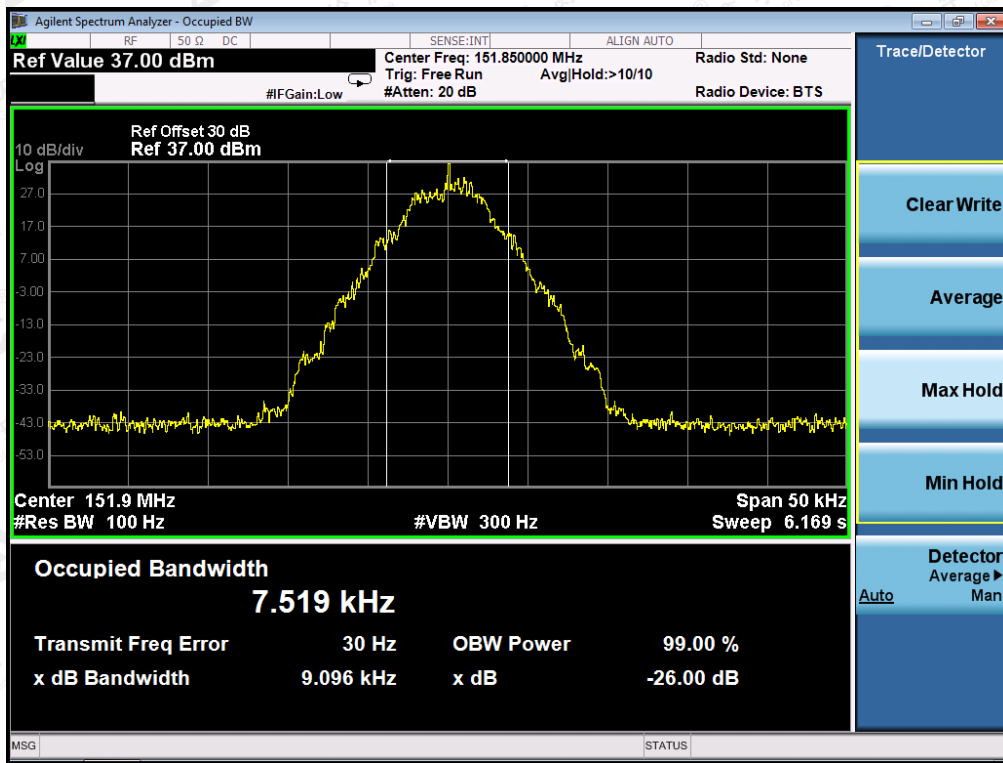 Agilent Spectrum Analyzer - Occupied BW
LXI RF 50 Ω DC SENSE:INT ALIGN AUTO
Ref Value 37.00 dBm
Center Freq: 151.850000 MHz Radio Std: None
Trig: Free Run Avg|Hold:>10/10
#IFGain:Low #Atten: 20 dB Radio Device: BTS
Ref Offset 30 dB
10 dB/div Ref 37.00 dBm
Log
27.0
17.0
7.00
-3.00
-13.0
-23.0
-33.0
-43.0
-53.0
Center 151.9 MHz Span 50 kHz
#Res BW 100 Hz #VBW 300 Hz Sweep 6.169 s
Occupied Bandwidth
7.519 kHz
Transmit Freq Error 30 Hz OBW Power 99.00 %
x dB Bandwidth 9.096 kHz x dB -26.00 dB
MSG STATUS
Trace/Detector
Clear Write
Average
Max Hold
Min Hold
Detector
Average
Auto Man